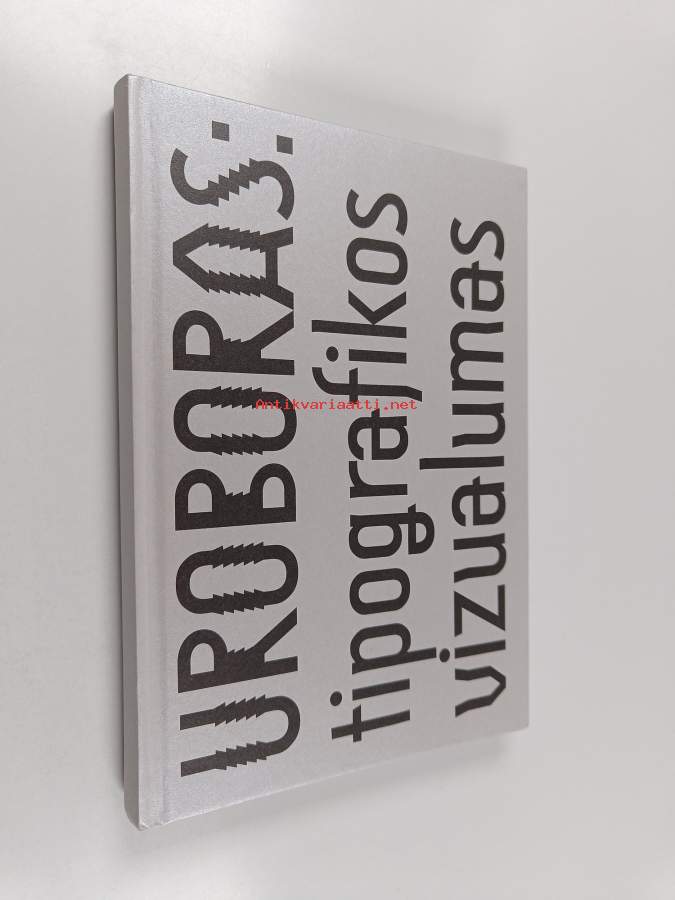 UROBORAS:
tipografikos
vizualumas
Antikvariaatti.net